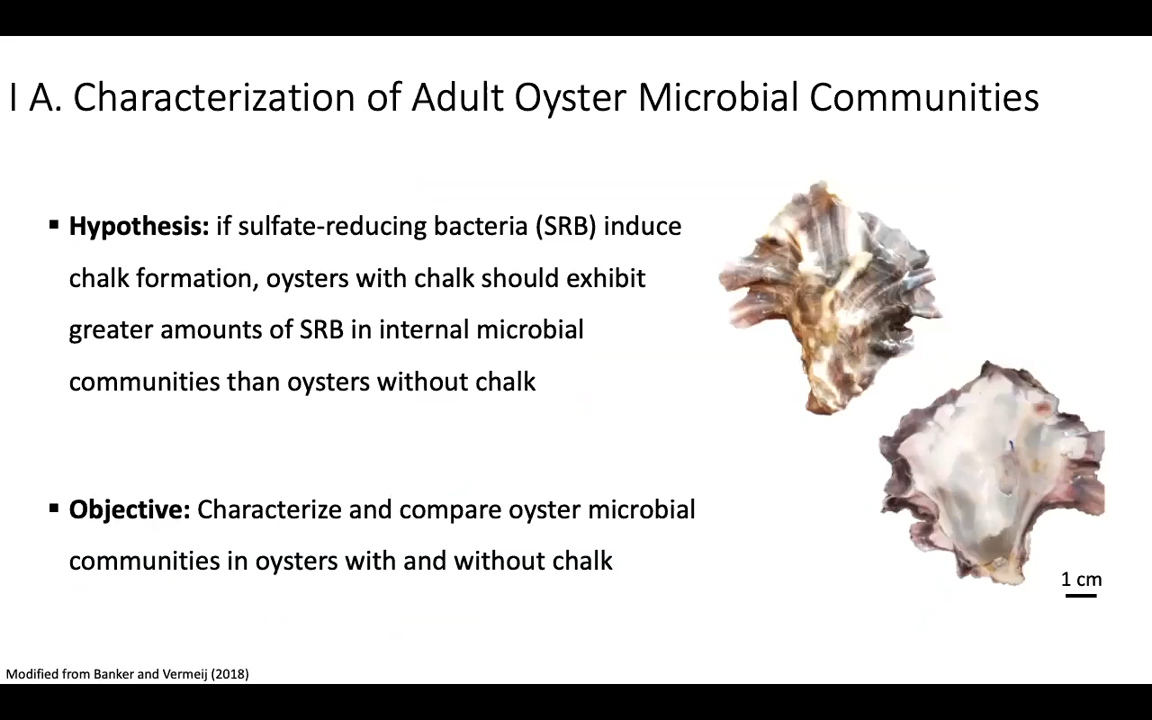 I A. Characterization of Adult Oyster Microbial Communities
▪ Hypothesis: if sulfate-reducing bacteria (SRB) induce
chalk formation, oysters with chalk should exhibit
greater amounts of SRB in internal microbial
communities than oysters without chalk
▪ Objective: Characterize and compare oyster microbial
communities in oysters with and without chalk
1 cm
Modified from Banker and Vermeij (2018)